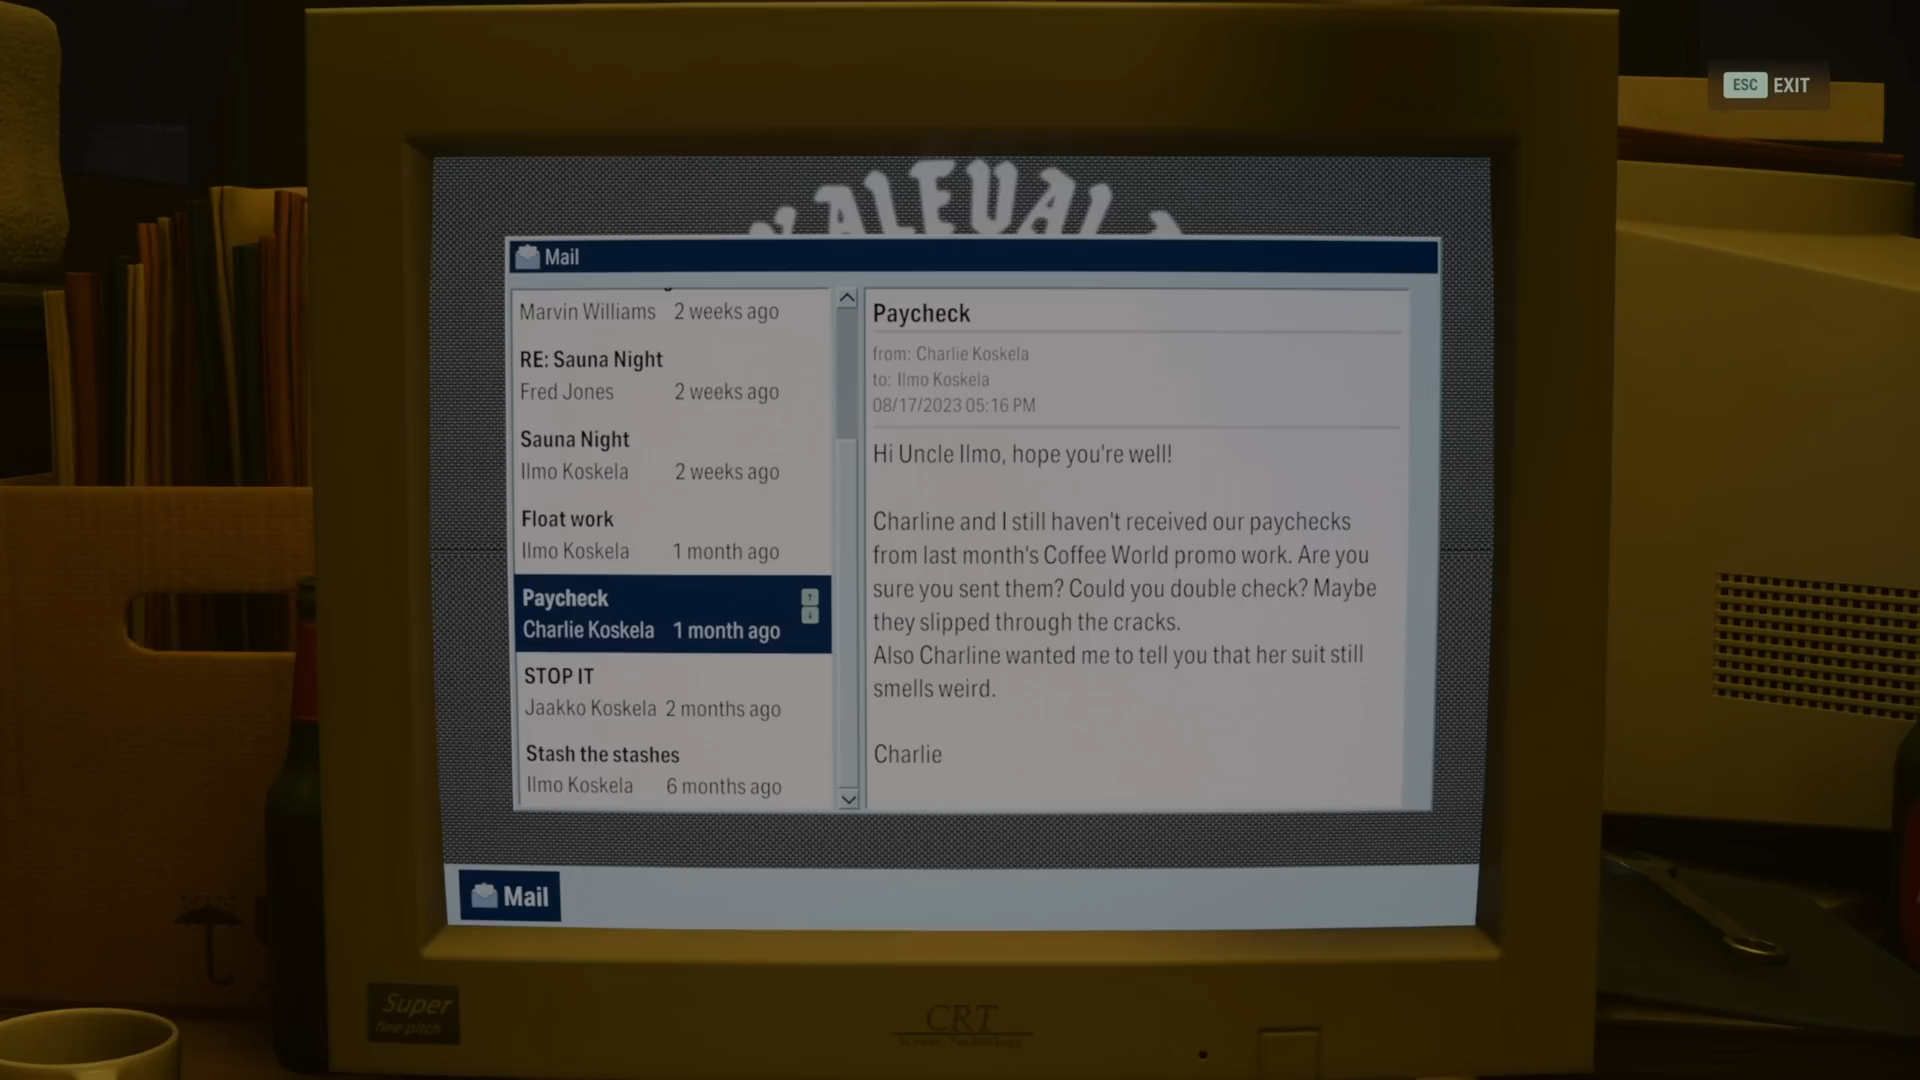 ESC EXIT
KALEVALA
Mail
Marvin Williams 2 weeks ago
RE: Sauna Night
Fred Jones 2 weeks ago
Sauna Night
Ilmo Koskela 2 weeks ago
Float work
Ilmo Koskela 1 month ago
Paycheck
Charlie Koskela 1 month ago
STOP IT
Jaakko Koskela 2 months ago
Stash the stashes
Ilmo Koskela 6 months ago
Paycheck
from: Charlie Koskela
to: Ilmo Koskela
08/17/2023 05:16 PM
Hi Uncle Ilmo, hope you're well!
Charline and I still haven't received our paychecks
from last month's Coffee World promo work. Are you
sure you sent them? Could you double check? Maybe
they slipped through the cracks.
Also Charline wanted me to tell you that her suit still
smells weird.
Charlie
Mail
Super
fine pitch
CRT
Screen Technology